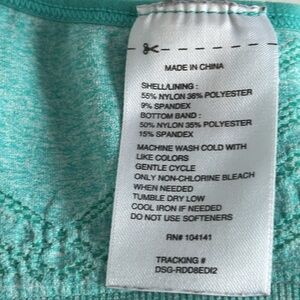 MADE IN CHINA
SHELL/LINING :
55% NYLON 36% POLYESTER
9% SPANDEX
BOTTOM BAND :
50% NYLON 35% POLYESTER
15% SPANDEX
MACHINE WASH COLD WITH
LIKE COLORS
GENTLE CYCLE
ONLY NON-CHLORINE BLEACH
WHEN NEEDED
TUMBLE DRY LOW
COOL IRON IF NEEDED
DO NOT USE SOFTENERS
RN# 104141
TRACKING #
DSG-RDD8EDI2